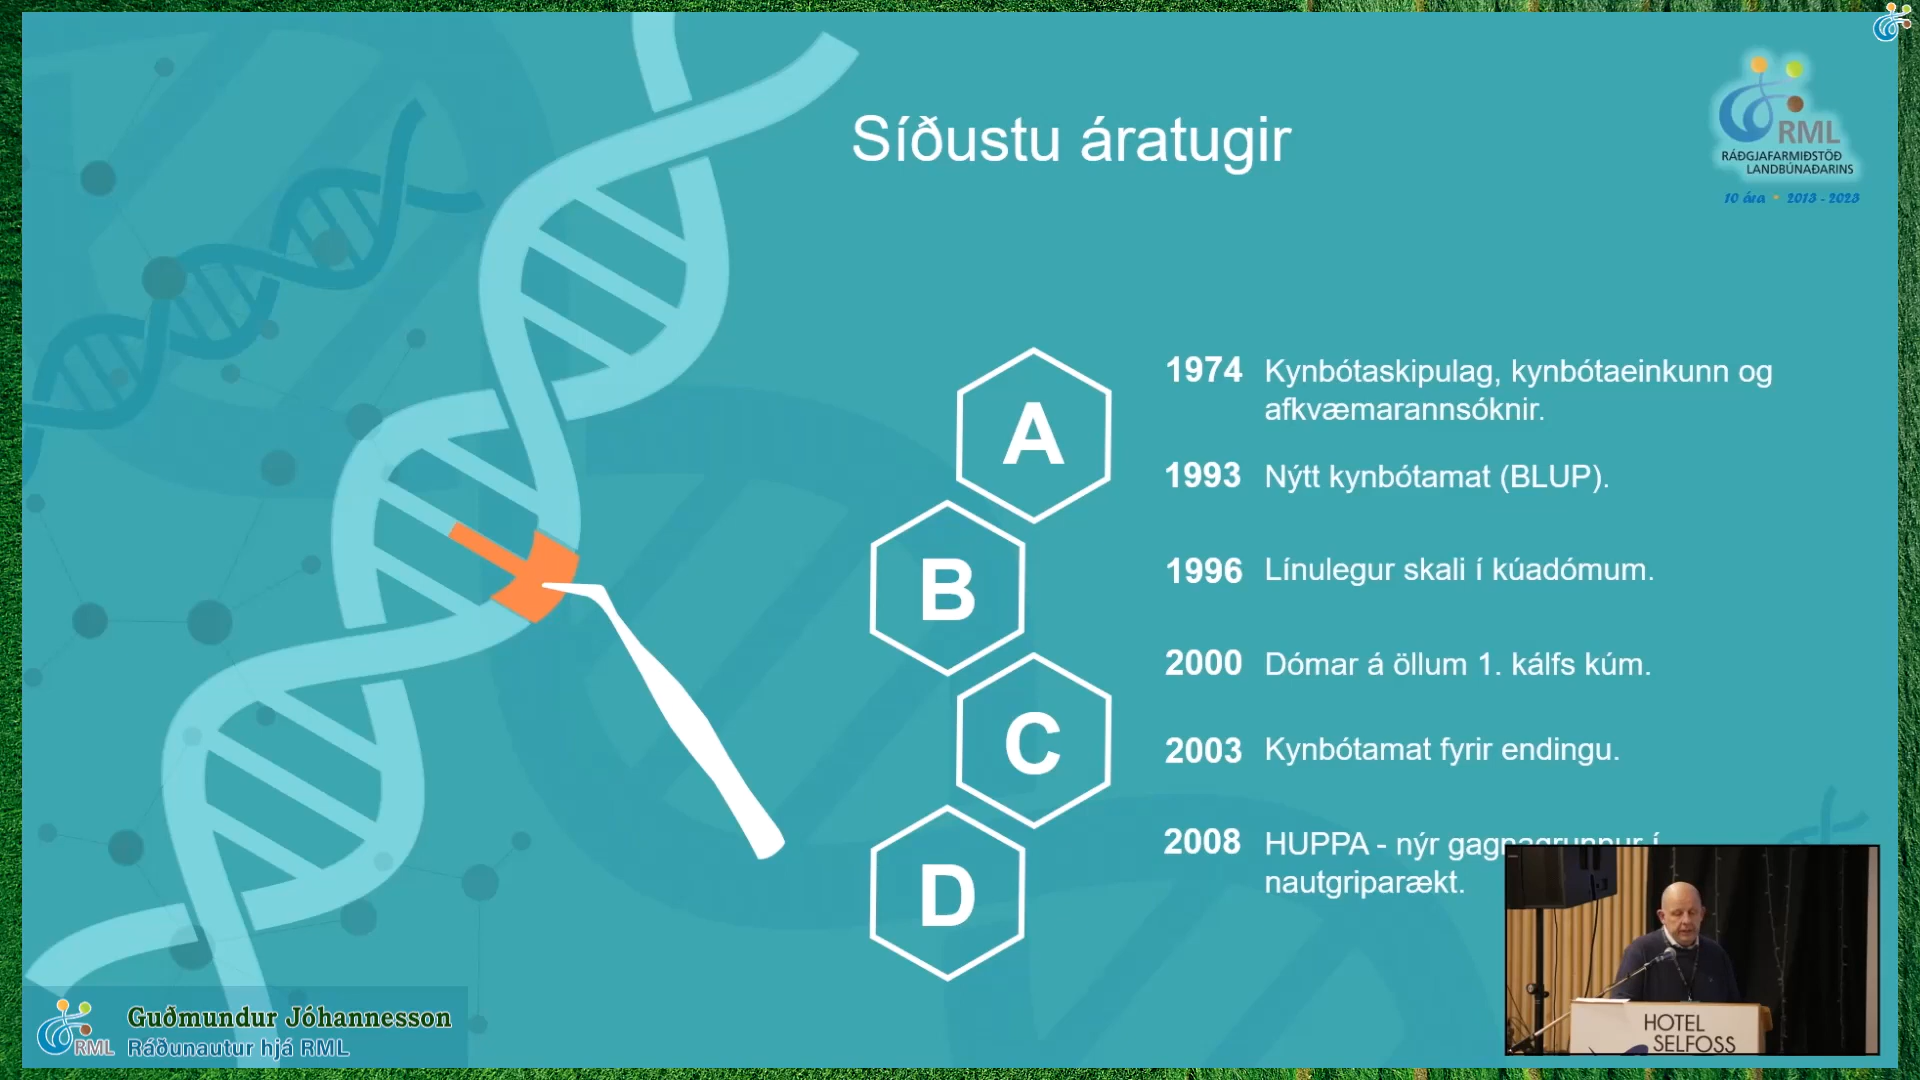 Síðustu áratugir
RML
RÁÐGJAFARMIÐSTÖÐ
LANDBÚNAÐARINS
10 ára • 2013 - 2023
A
B
C
D
1974 Kynbótaskipulag, kynbótaeinkunn og
afkvæmarannsóknir.
1993 Nýtt kynbótamat (BLUP).
1996 Línulegur skali í kúadómum.
2000 Dómar á öllum 1. kálfs kúm.
2003 Kynbótamat fyrir endingu.
2008 HUPPA - nýr gagnagrunnur í
nautgriparækt.
HOTEL
SELFOSS
RML
Guðmundur Jóhannesson
Ráðunautur hjá RML